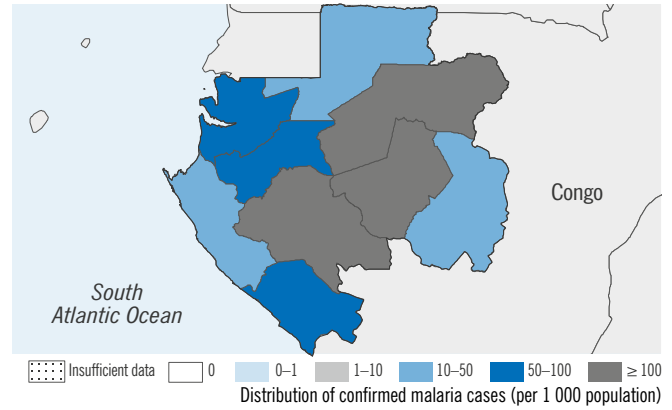 Congo
South
Atlantic Ocean
Insufficient data 0 0–1 1–10 10–50 50–100 ≥ 100
Distribution of confirmed malaria cases (per 1 000 population)